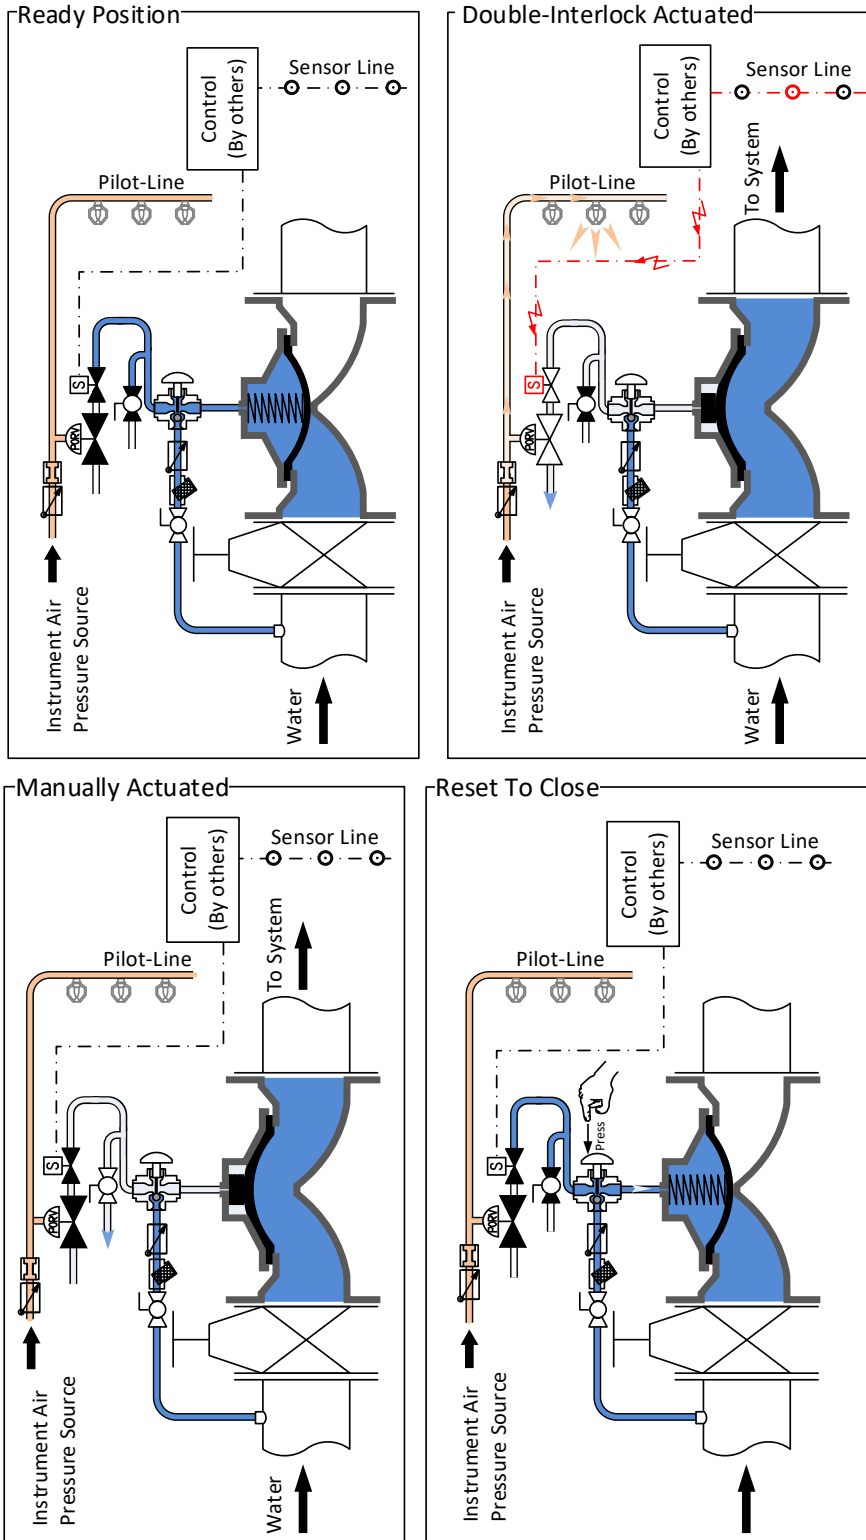 Ready Position
Control
(By others)
Sensor Line
Pilot-Line
S
PORV
Instrument Air
Pressure Source
Water
Double-Interlock Actuated
Control
(By others)
Sensor Line
To System
Pilot-Line
S
PORV
Instrument Air
Pressure Source
Water
Manually Actuated
Control
(By others)
Sensor Line
To System
Pilot-Line
S
PORV
Instrument Air
Pressure Source
Water
Reset To Close
Control
(By others)
Sensor Line
Pilot-Line
Press
S
PORV
Instrument Air
Pressure Source